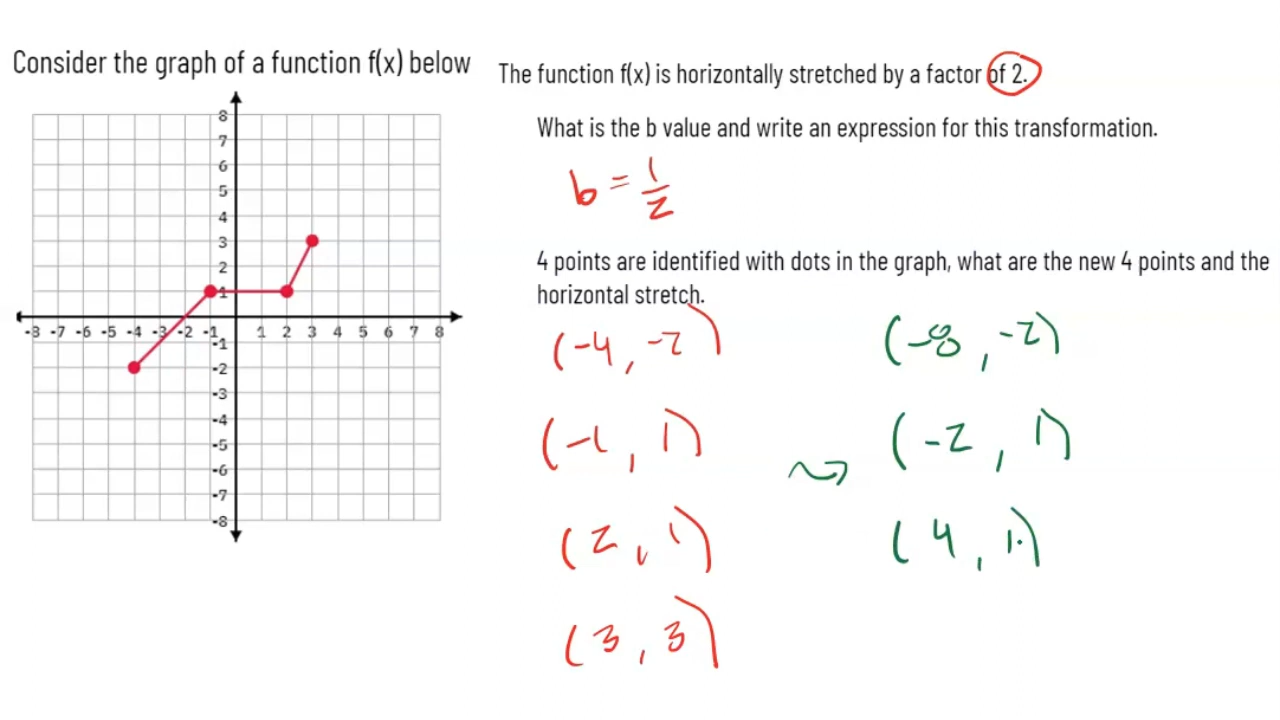 Consider the graph of a function f(x) below
The function f(x) is horizontally stretched by a factor of 2.
What is the b value and write an expression for this transformation.
b = 1/2
4 points are identified with dots in the graph, what are the new 4 points and the
horizontal stretch.
(-4, -2) (-8, -2)
(-1, 1) (-2, 1)
(2, 1) (4, 1)
(3, 3)
8
7
6
5
4
3
2
1
-8 -7 -6 -5 -4 -3 -2 -1 1 2 3 4 5 6 7 8
-1
-2
-3
-4
-5
-6
-7
-8